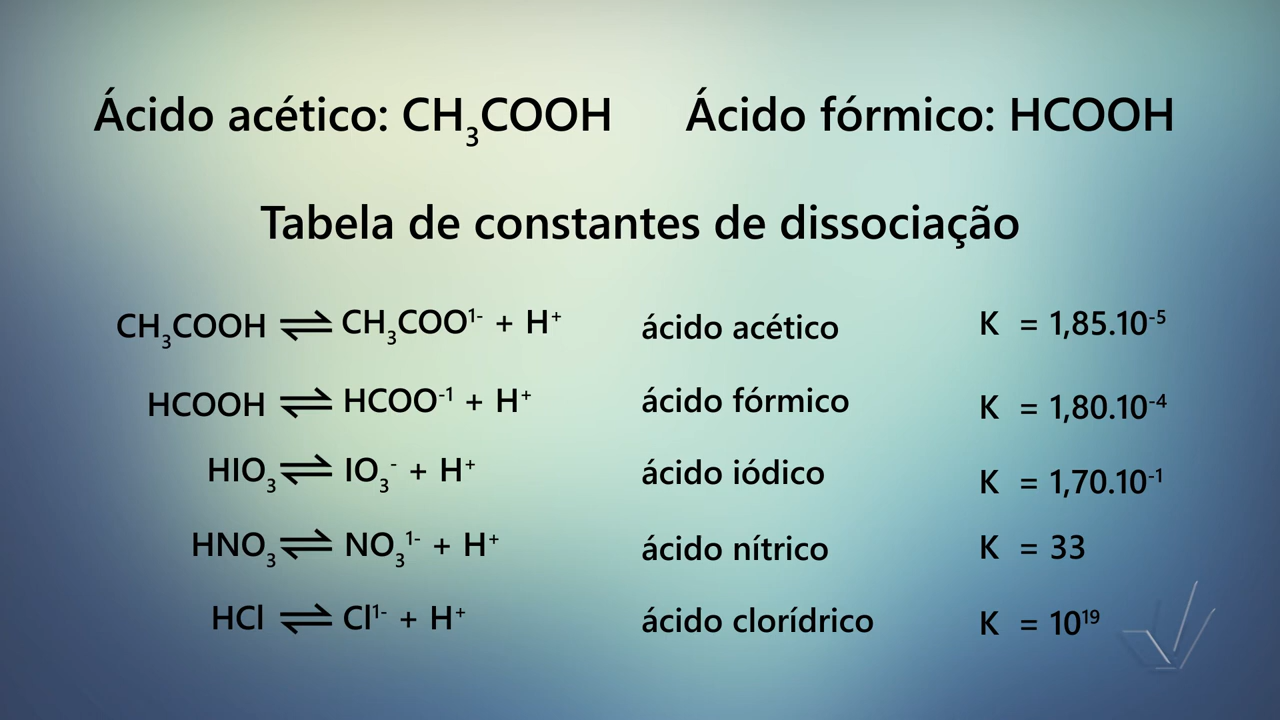 Ácido acético: CH₃COOH Ácido fórmico: HCOOH
Tabela de constantes de dissociação
CH₃COOH ⇌ CH₃COO¹⁻ + H⁺ ácido acético K = 1,85.10⁻⁵
HCOOH ⇌ HCOO⁻¹ + H⁺ ácido fórmico K = 1,80.10⁻⁴
HIO₃ ⇌ IO₃⁻ + H⁺ ácido iódico K = 1,70.10⁻¹
HNO₃ ⇌ NO₃¹⁻ + H⁺ ácido nítrico K = 33
HCl ⇌ Cl¹⁻ + H⁺ ácido clorídrico K = 10¹⁹